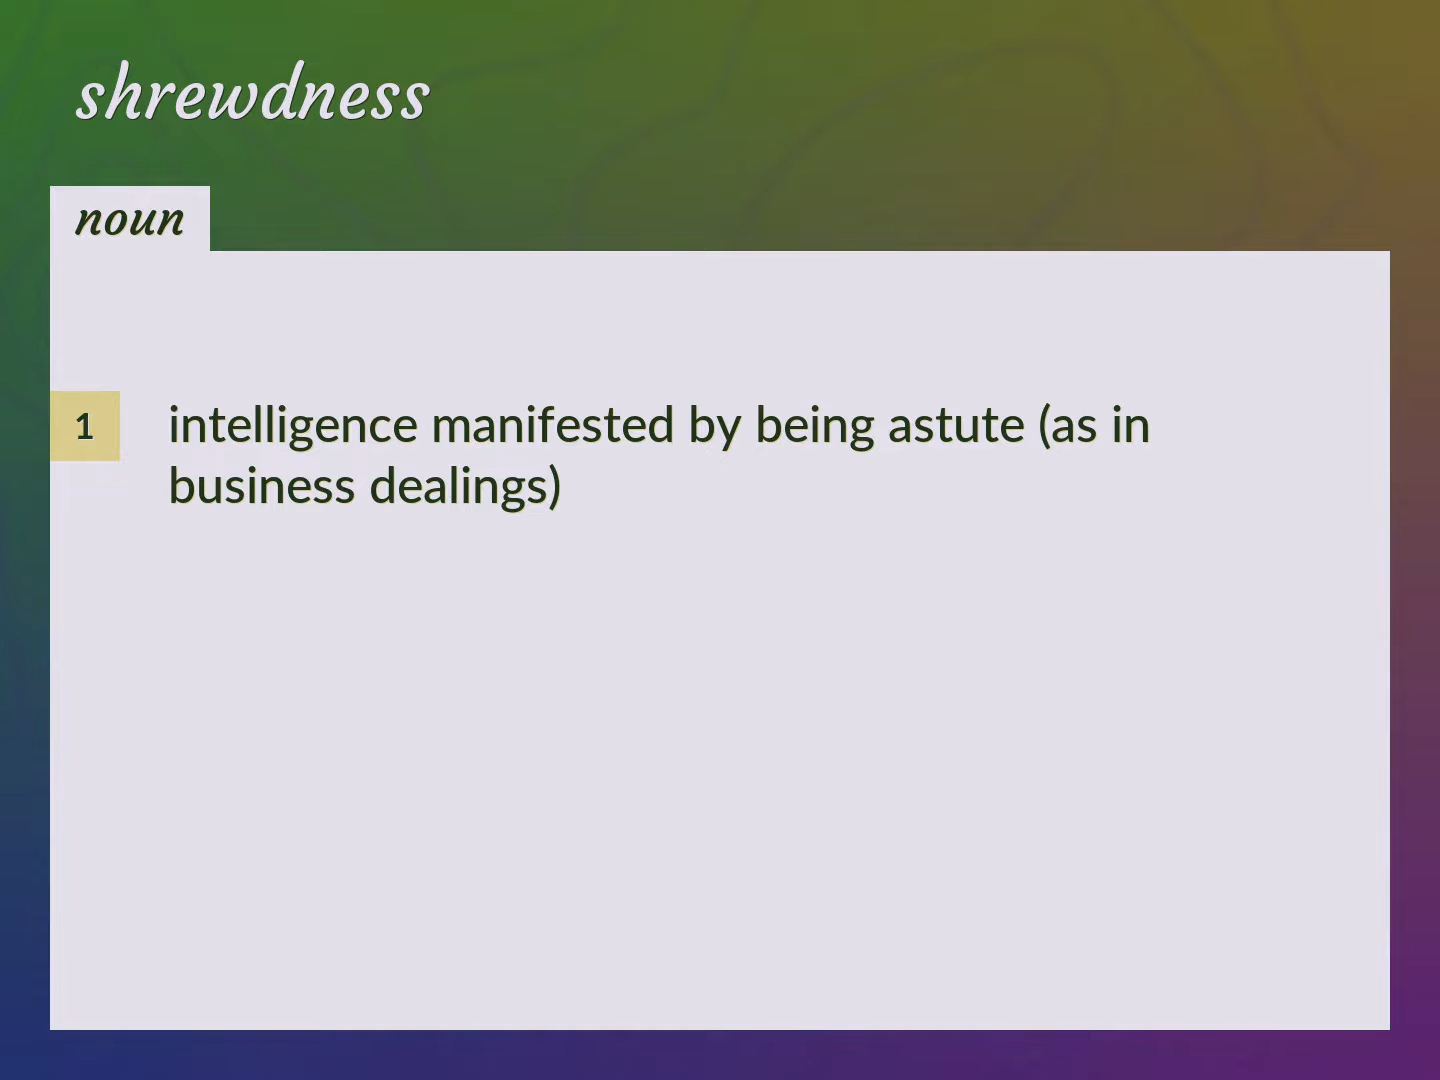 shrewdness
noun
1 intelligence manifested by being astute (as in
business dealings)